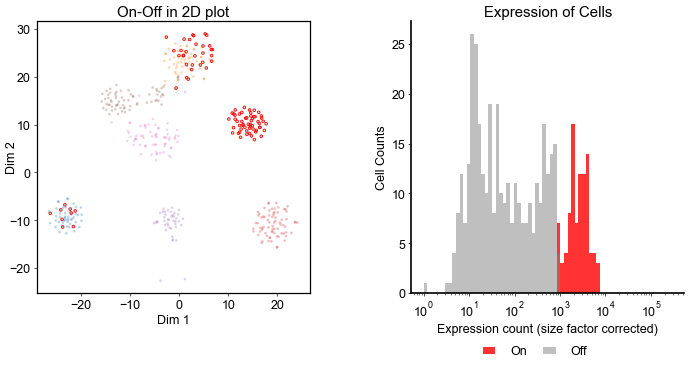 On-Off in 2D plot
30
20
10
0
−10
−20
−20
−10
0
10
20
Dim 2
Dim 1
Expression of Cells
25
20
15
10
5
0
10^0
10^1
10^2
10^3
10^4
10^5
Cell Counts
Expression count (size factor corrected)
On
Off